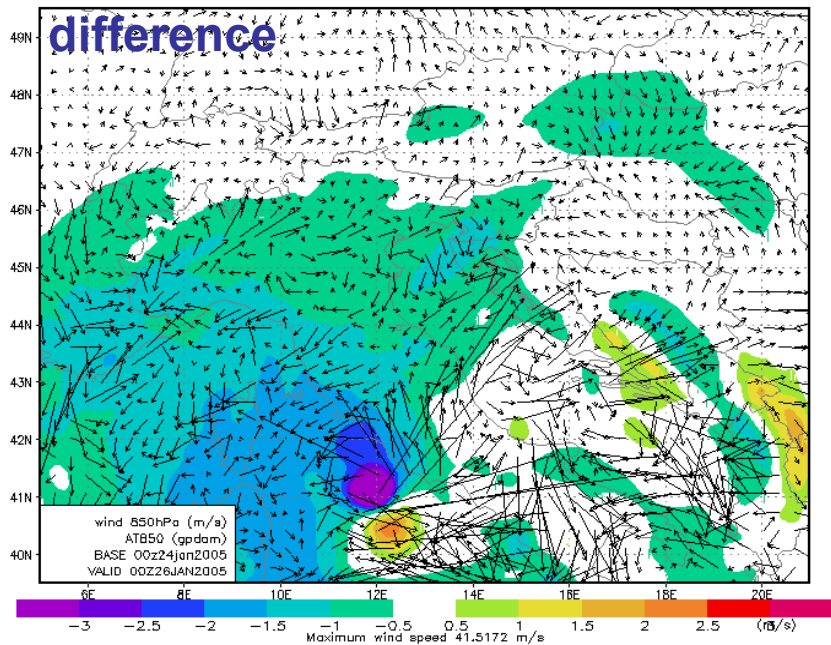 difference
49N
48N
47N
46N
45N
44N
43N
42N
41N
40N
wind 850hPa (m/s)
AT850 (gpdam)
BASE 00z24jan2005
VALID 00Z26JAN2005
6E 8E 10E 12E 14E 16E 18E 20E
-3 -2.5 -2 -1.5 -1 -0.5 0.5 1 1.5 2 2.5 (m/s)
Maximum wind speed 41.5172 m/s